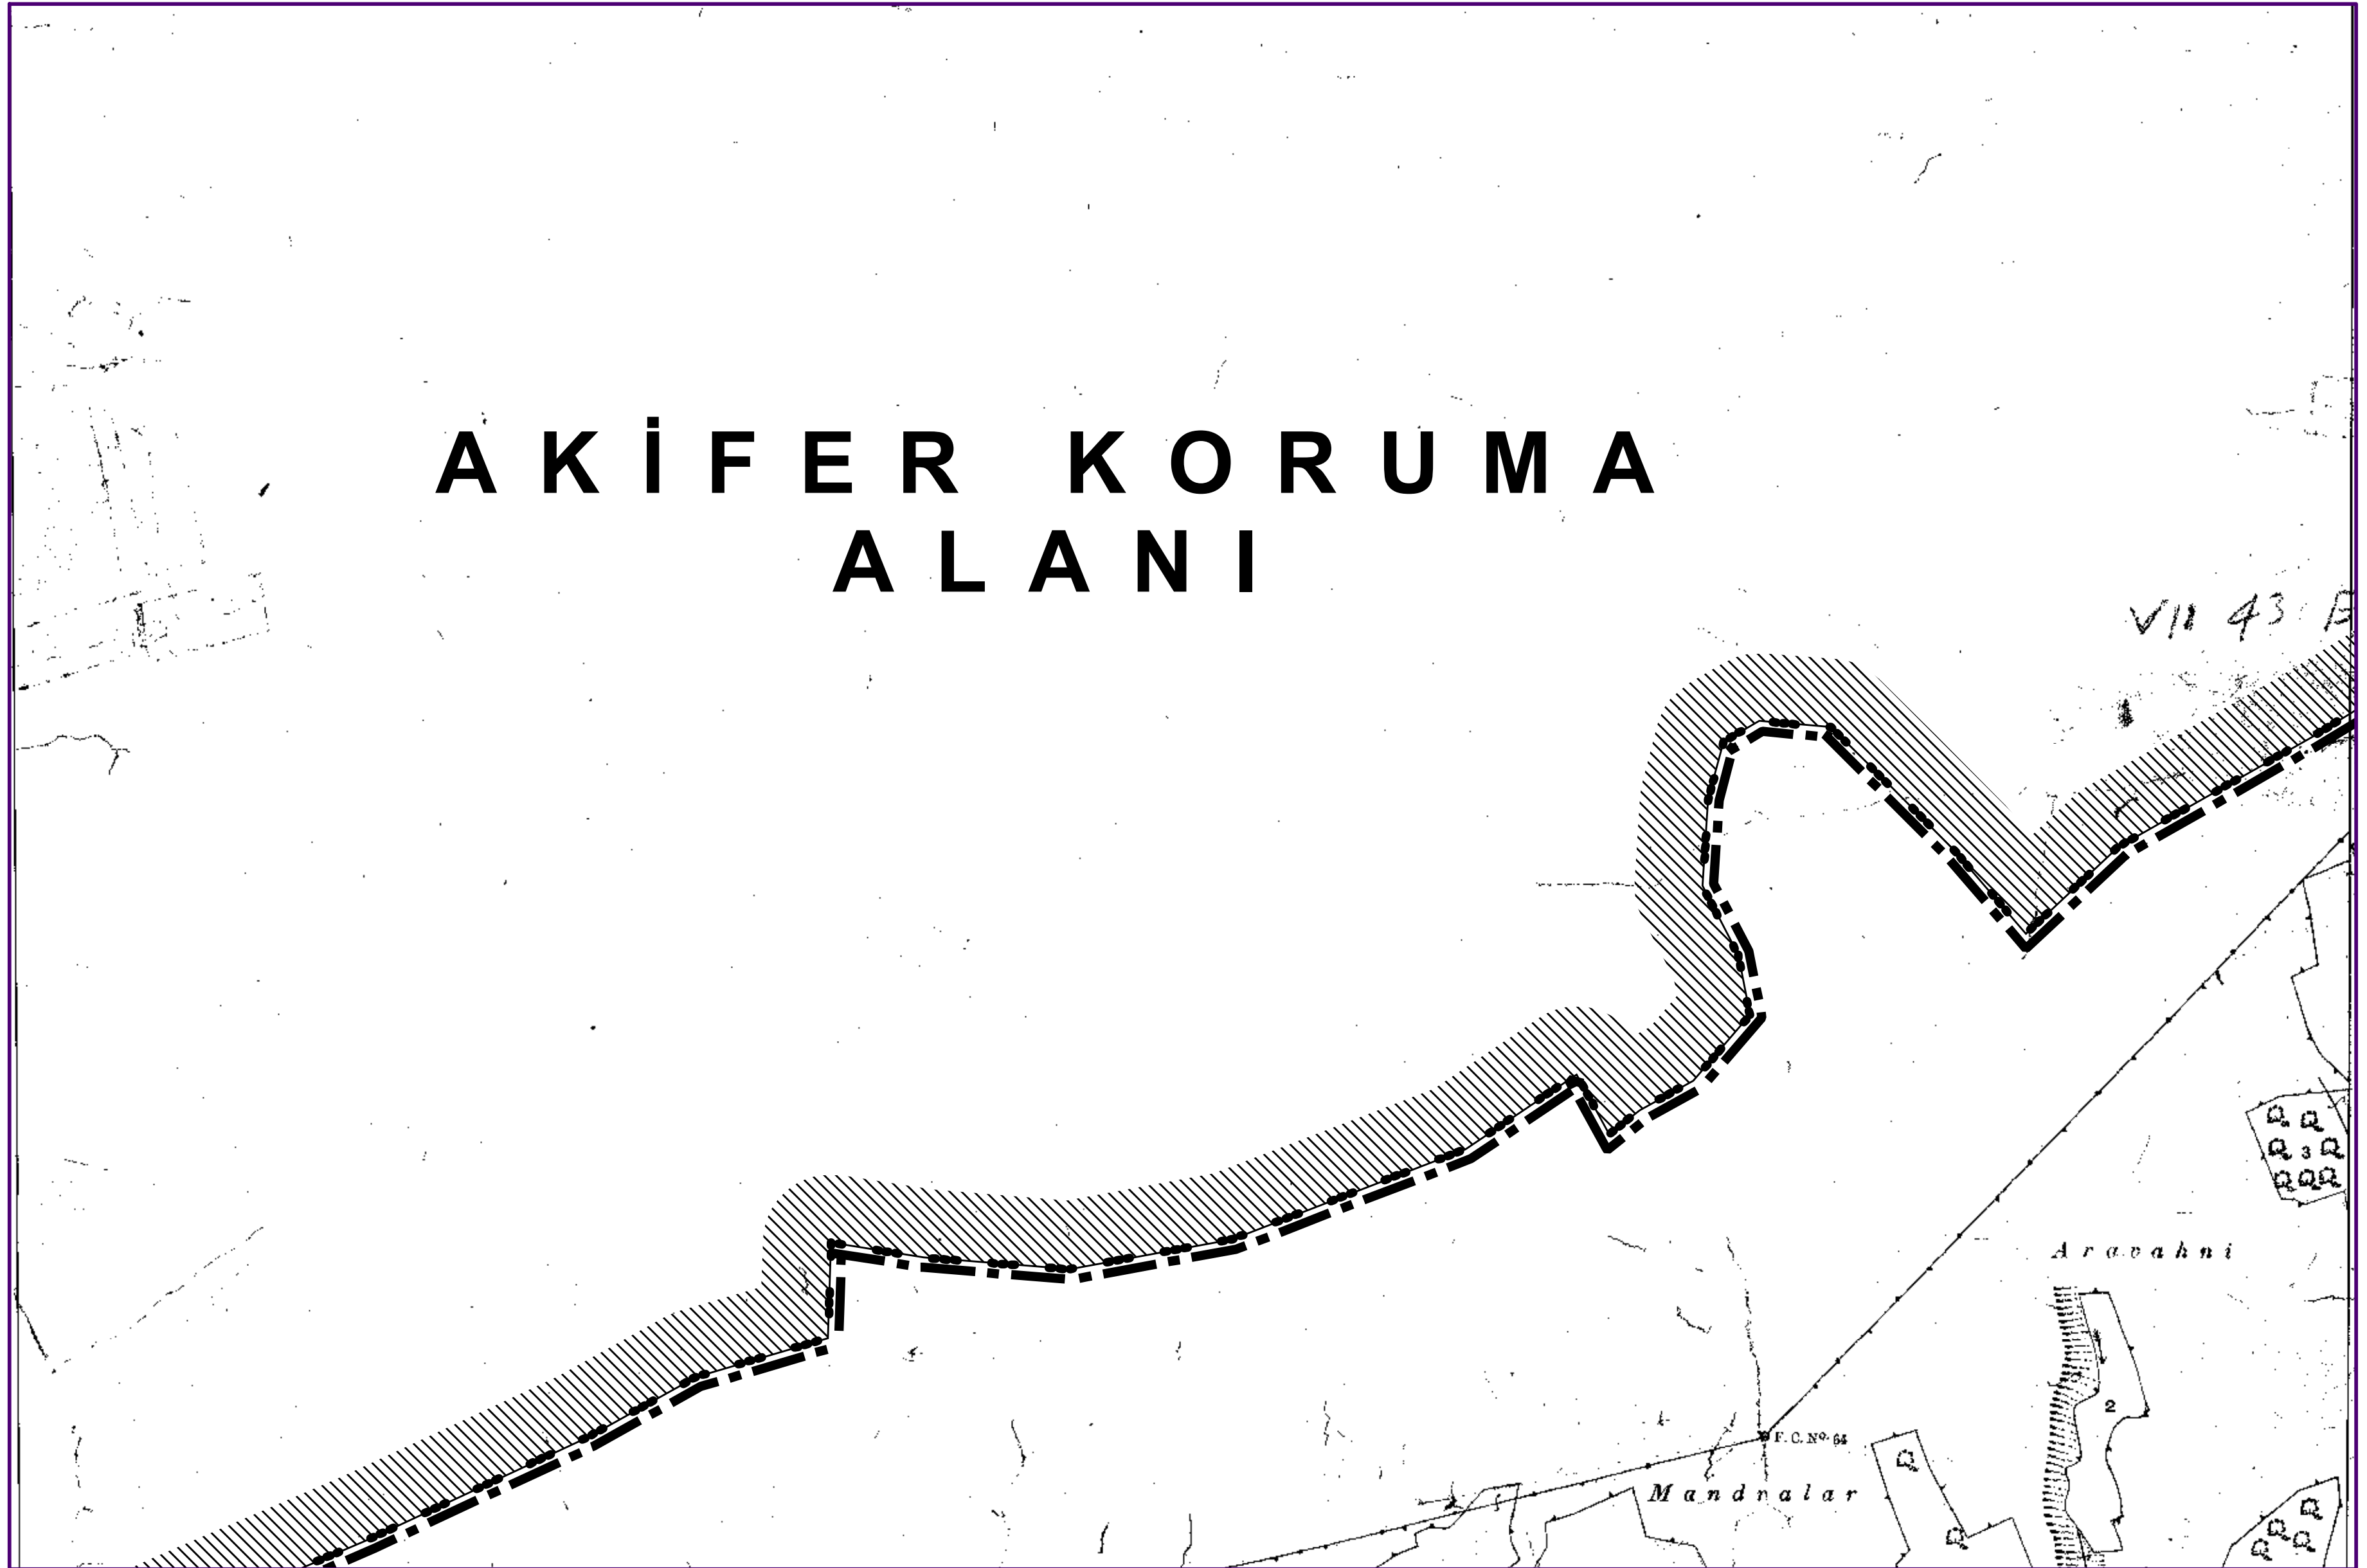 AKİFER KORUMA
ALANI
VII 43
3
Aravahni
2
F.C. Nº 64
Mandralar